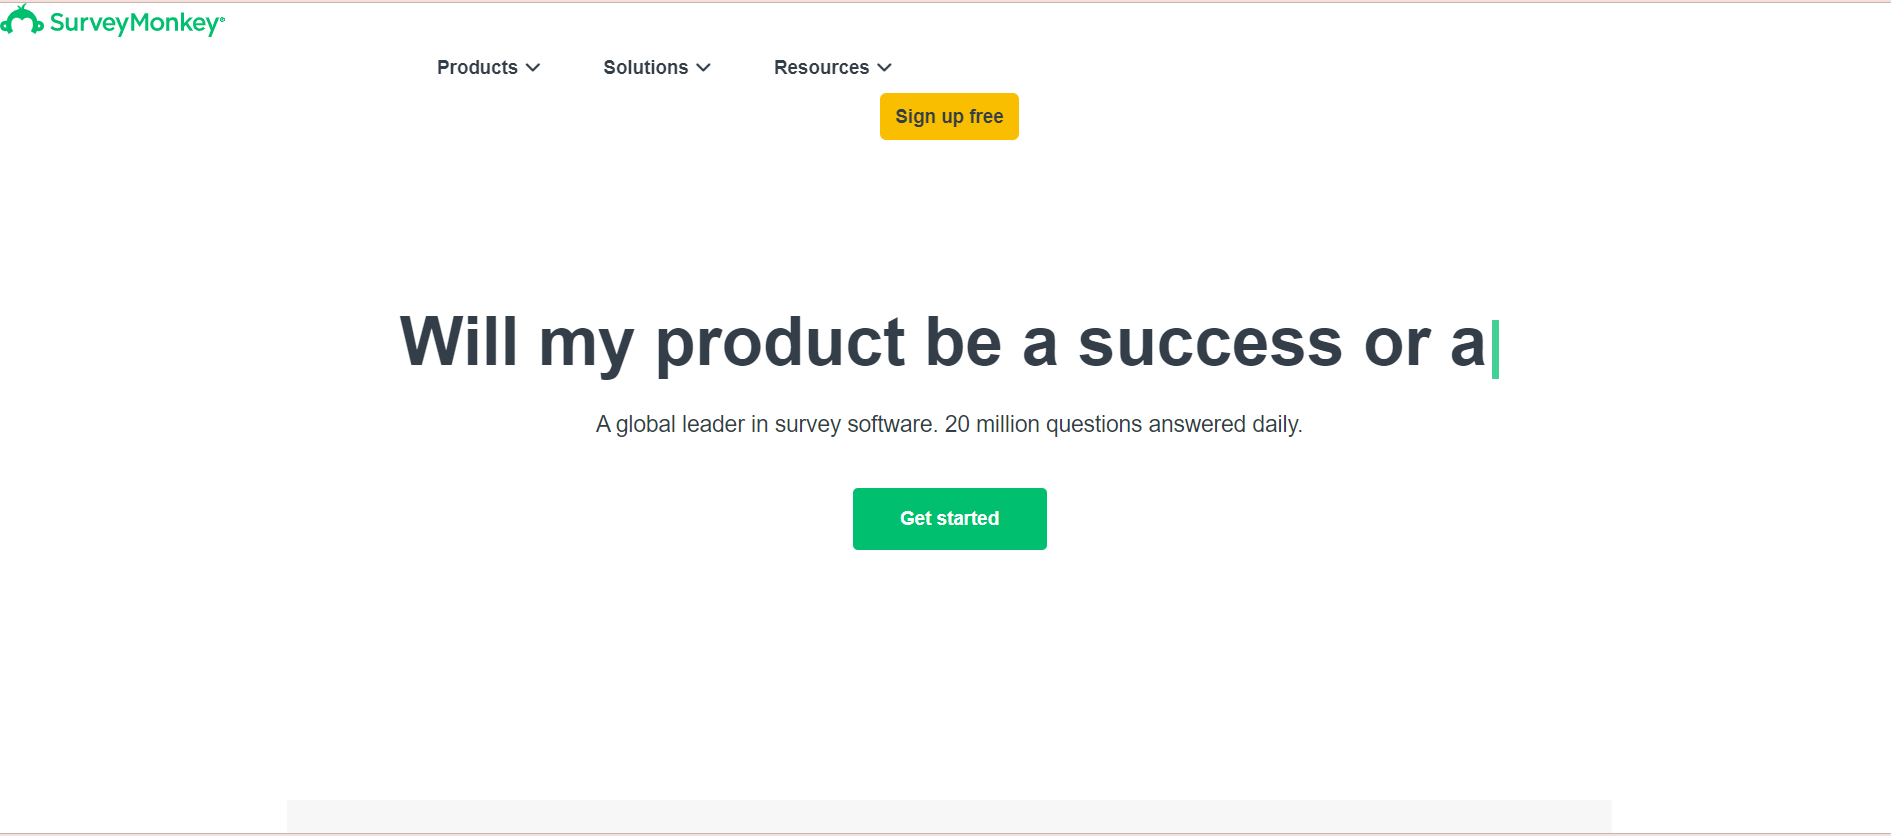 SurveyMonkey®
Products Solutions Resources
Sign up free
Will my product be a success or a
A global leader in survey software. 20 million questions answered daily.
Get started